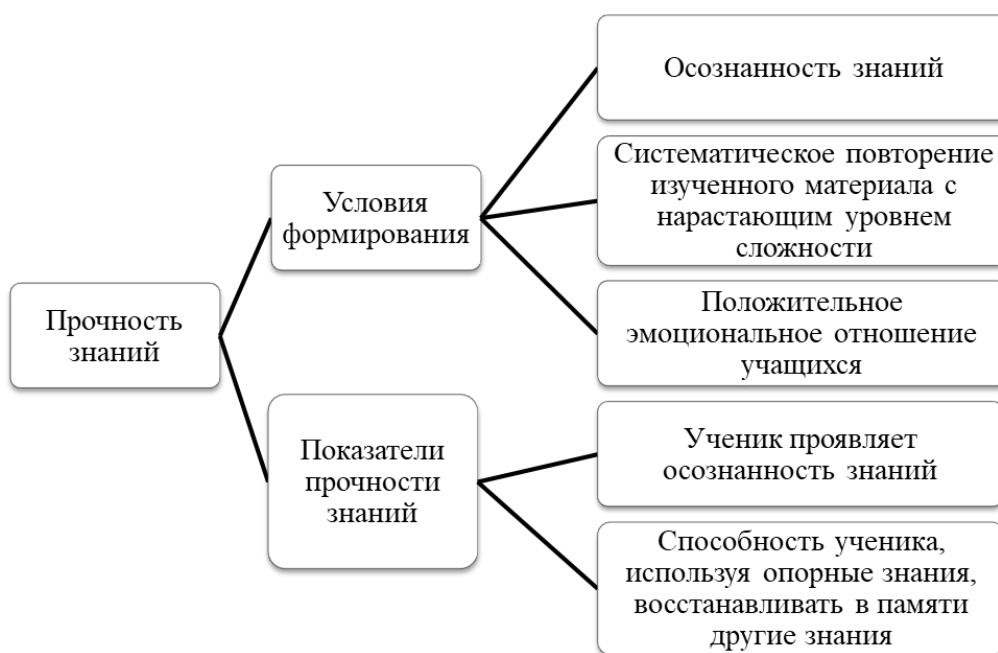 Прочность
знаний
Условия
формирования
Осознанность знаний
Систематическое повторение
изученного материала с
нарастающим уровнем
сложности
Положительное
эмоциональное отношение
учащихся
Показатели
прочности
знаний
Ученик проявляет
осознанность знаний
Способность ученика,
используя опорные знания,
восстанавливать в памяти
другие знания